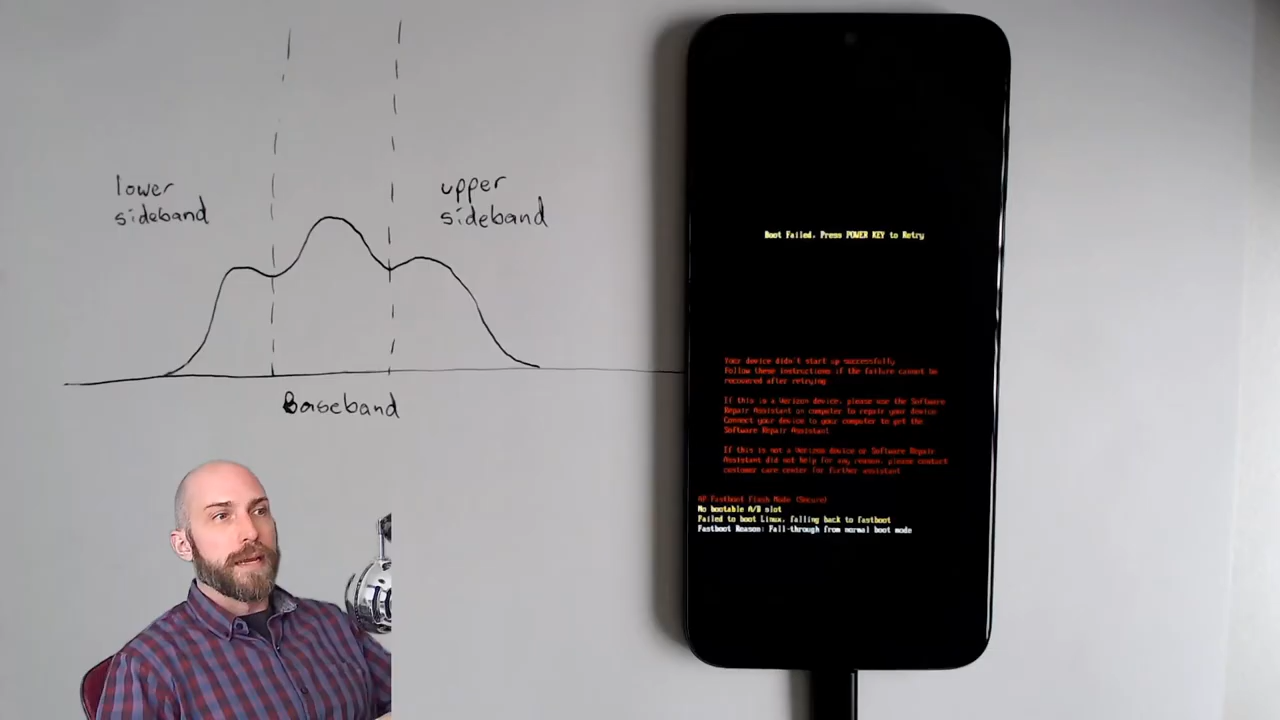 lower
sideband
upper
sideband
Baseband
Boot Failed. Press POWER KEY to Retry
Your device didn't start up successfully
Follow these instructions if the failure cannot be
recovered after retrying
If this is a Verizon device, please use the Software
Repair Assistant on computer to repair your device
Connect your device to your computer to get the
Software Repair Assistant
If this is not a Verizon device or Software Repair
Assistant did not help for any reason, please contact
customer care center for further assistant
AP Fastboot Flash Mode (Secure)
No bootable A/B slot
Failed to boot Linux, falling back to fastboot
Fastboot Reason: Fall-through from normal boot mode